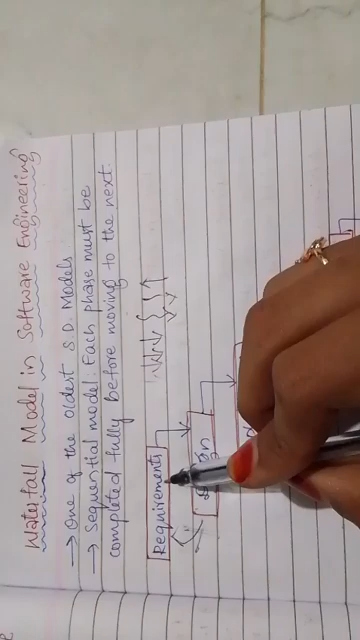 Waterfall Model in Software Engineering
→ One of the oldest S.D. Models
→ Sequential model: Each phase must be
completed fully before moving to the next.
Requirements